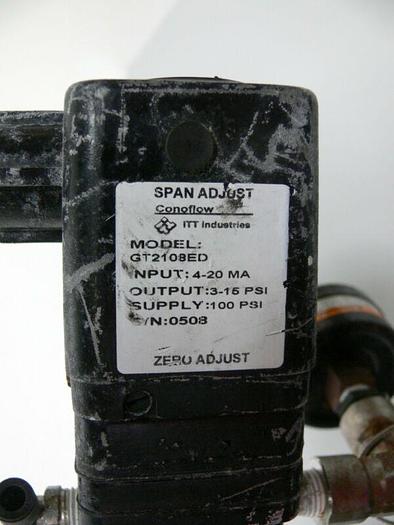 SPAN ADJUST
Conoflow
ITT Industries
MODEL:
GT2108ED
INPUT:4-20 MA
OUTPUT:3-15 PSI
SUPPLY:100 PSI
S/N:0508
ZERO ADJUST